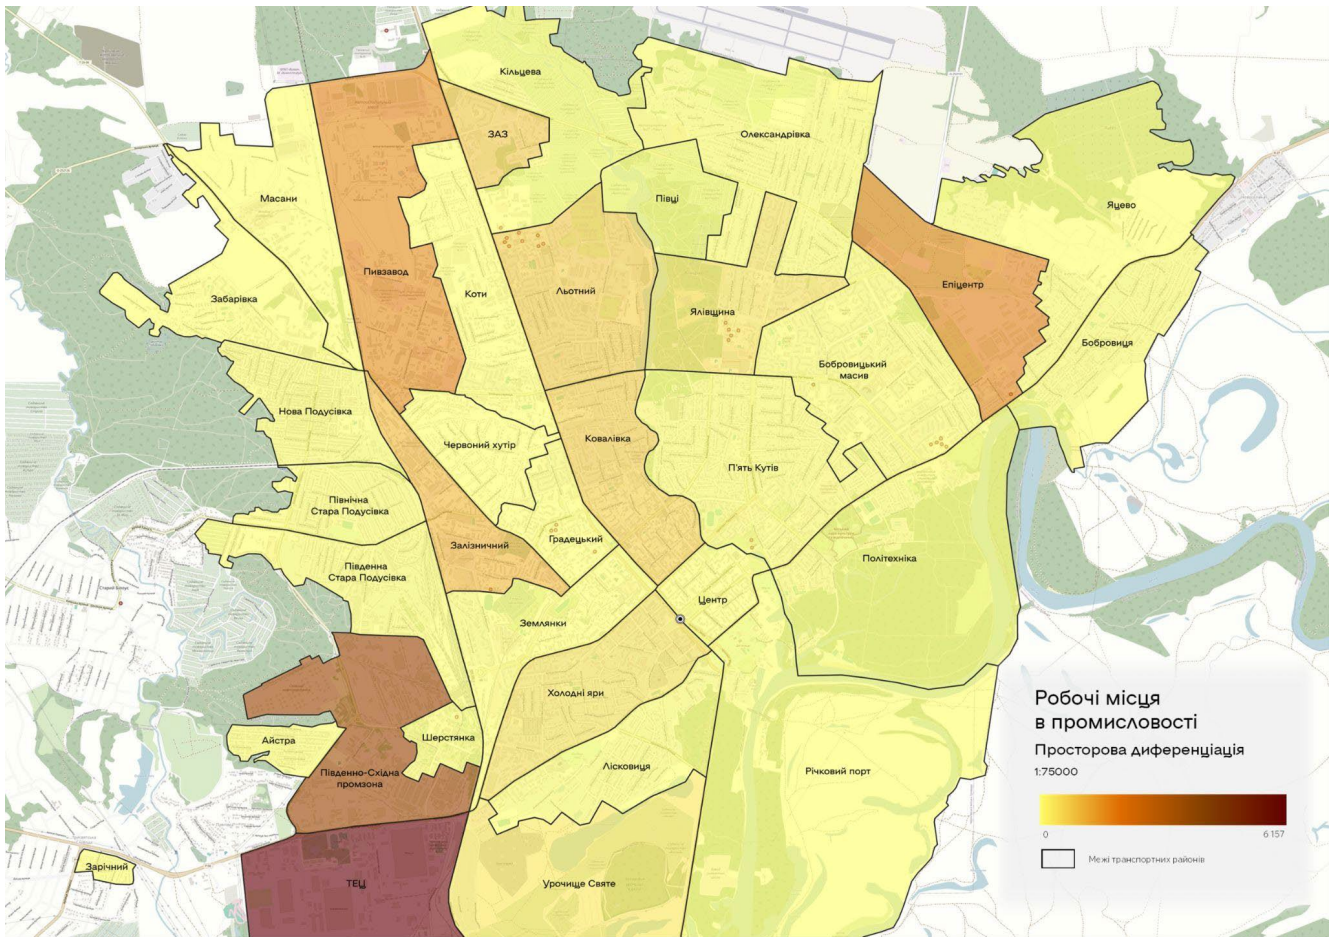 Кільцева
ЗАЗ
Олександрівка
Масани
Півці
Яцево
Пивзавод
Забарівка
Коти
Льотний
Ялівщина
Епіцентр
Бобровиця
Бобровицький
масив
Нова Подусівка
Червоний хутір
Ковалівка
П'ять Кутів
Північна
Стара Подусівка
Залізничний
Градецький
Політехніка
Південна
Стара Подусівка
Центр
Землянки
Холодні яри
Айстра
Шерстянка
Лісковиця
Річковий порт
Південно-Східна
промзона
Зарічний
ТЕЦ
Урочище Святе
Робочі місця
в промисловості
Просторова диференціація
1:75000
0
6 157
Межі транспортних районів